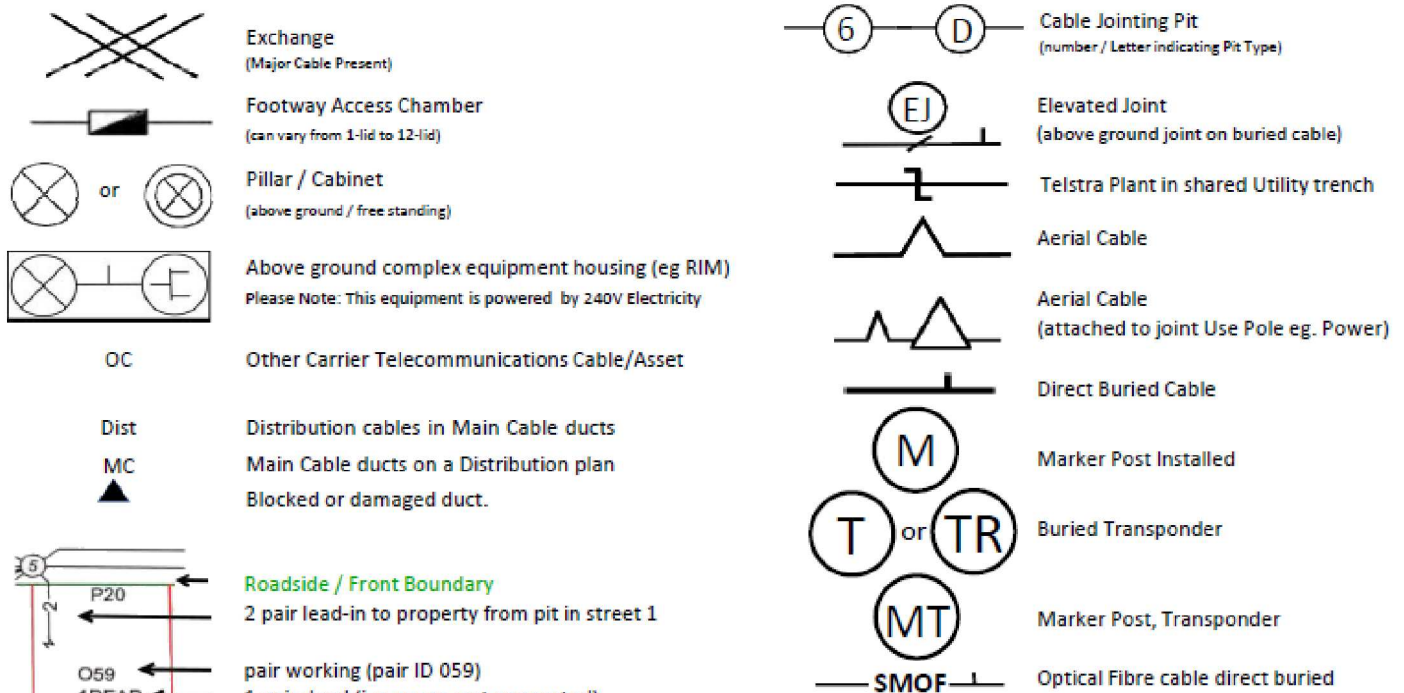 Exchange
(Major Cable Present)
Footway Access Chamber
(can vary from 1-lid to 12-lid)
or
Pillar / Cabinet
(above ground / free standing)
Above ground complex equipment housing (eg RIM)
Please Note: This equipment is powered by 240V Electricity
OC Other Carrier Telecommunications Cable/Asset
Dist Distribution cables in Main Cable ducts
MC Main Cable ducts on a Distribution plan
Blocked or damaged duct.
5
Roadside / Front Boundary
P20
2
2 pair lead-in to property from pit in street 1
O59 pair working (pair ID 059)
6 D Cable Jointing Pit
(number / Letter indicating Pit Type)
EJ Elevated Joint
(above ground joint on buried cable)
Telstra Plant in shared Utility trench
Aerial Cable
Aerial Cable
(attached to joint Use Pole eg. Power)
Direct Buried Cable
M Marker Post Installed
T or TR Buried Transponder
MT Marker Post, Transponder
SMOF Optical Fibre cable direct buried